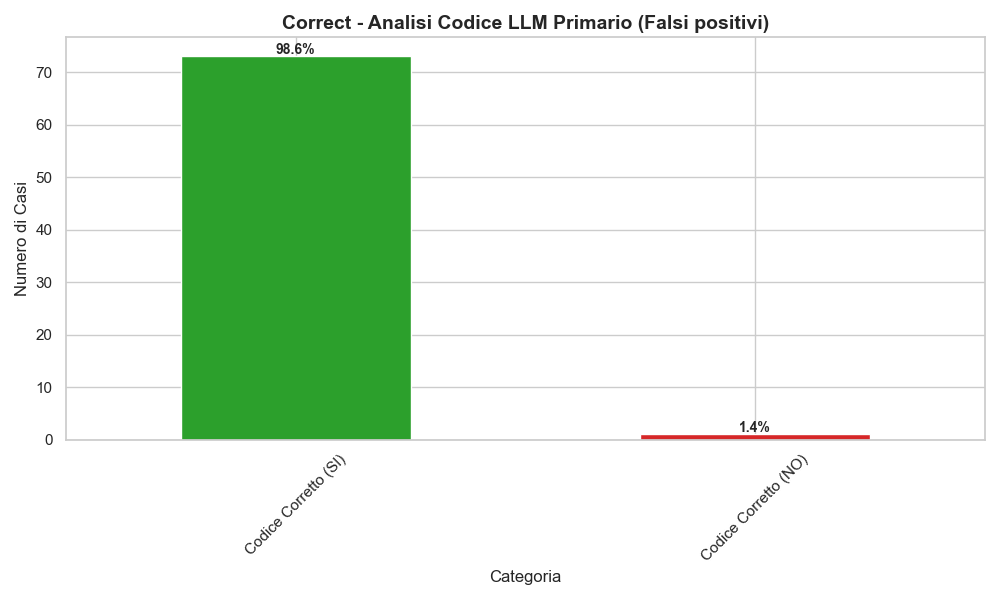 Correct - Analisi Codice LLM Primario (Falsi positivi)
98.6%
1.4%
Numero di Casi
70
60
50
40
30
20
10
0
Codice Corretto (SI)
Codice Corretto (NO)
Categoria